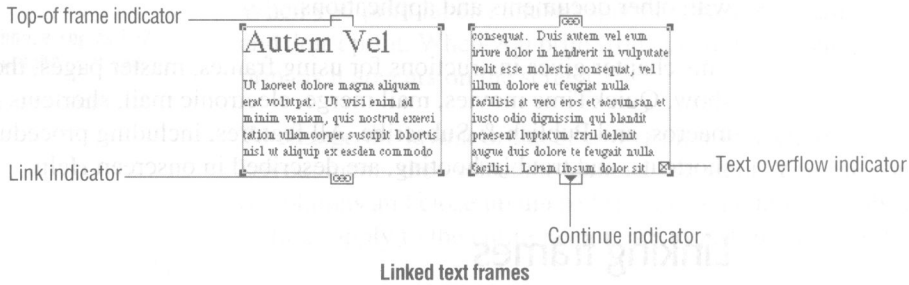 Top-of frame indicator
Autem Vel
Ut laoreet dolore magna aliquam
erat volutpat. Ut wisi enim ad
minim veniam, quis nostrud exerci
tation ullamcorper suscipit lobortis
nisl ut aliquip ex easden commodo
Link indicator
consequat. Duis autem vel eum
iriure dolor in hendrerit in vulputate
velit esse molestie consequat, vel
illum dolore eu feugiat nulla
facilisis at vero eros et accumsan et
iusto odio dignissim qui blandit
praesent luptatum zzril delenit
augue duis dolore te feugait nulla
facilisi. Lorem ipsum dolor sit
Text overflow indicator
Continue indicator
Linked text frames